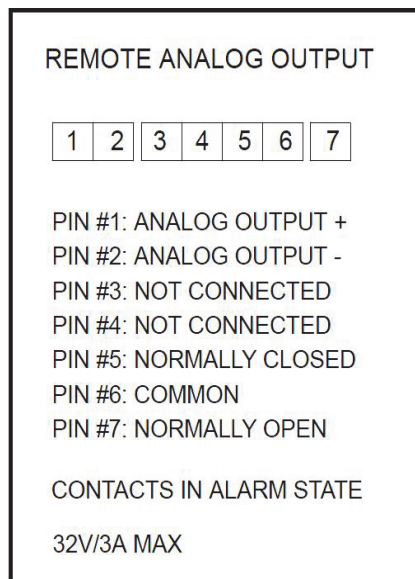 REMOTE ANALOG OUTPUT
1 2 3 4 5 6 7
PIN #1: ANALOG OUTPUT +
PIN #2: ANALOG OUTPUT -
PIN #3: NOT CONNECTED
PIN #4: NOT CONNECTED
PIN #5: NORMALLY CLOSED
PIN #6: COMMON
PIN #7: NORMALLY OPEN
CONTACTS IN ALARM STATE
32V/3A MAX